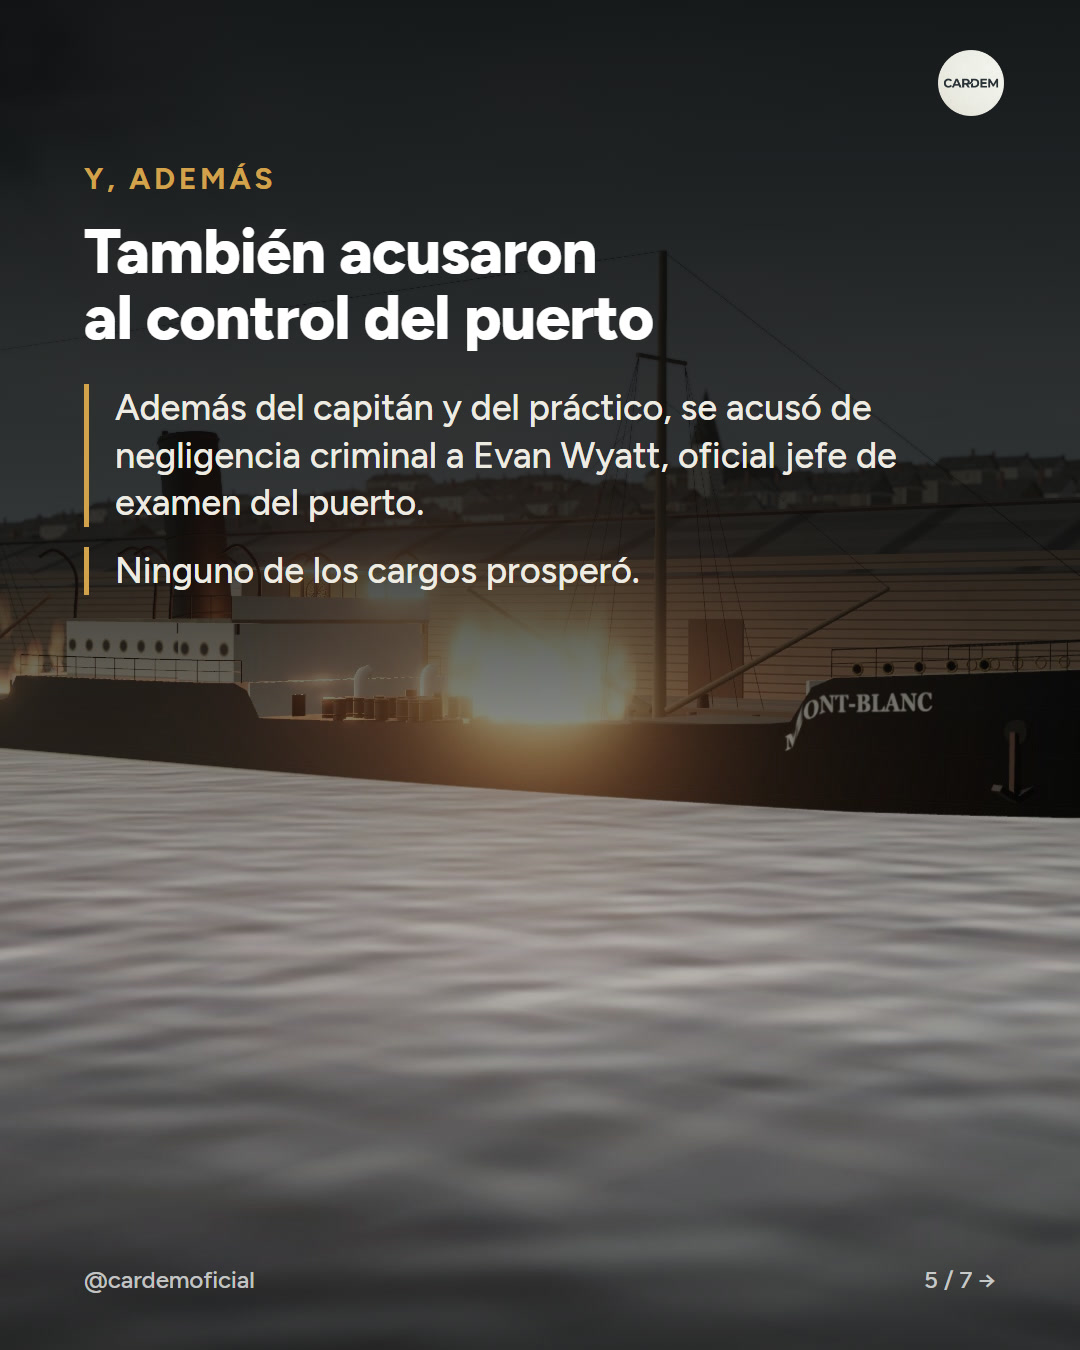 CARDEM
Y, ADEMÁS
También acusaron
al control del puerto
Además del capitán y del práctico, se acusó de
negligencia criminal a Evan Wyatt, oficial jefe de
examen del puerto.
Ninguno de los cargos prosperó.
MONT-BLANC
@cardemoficial
5 / 7 →